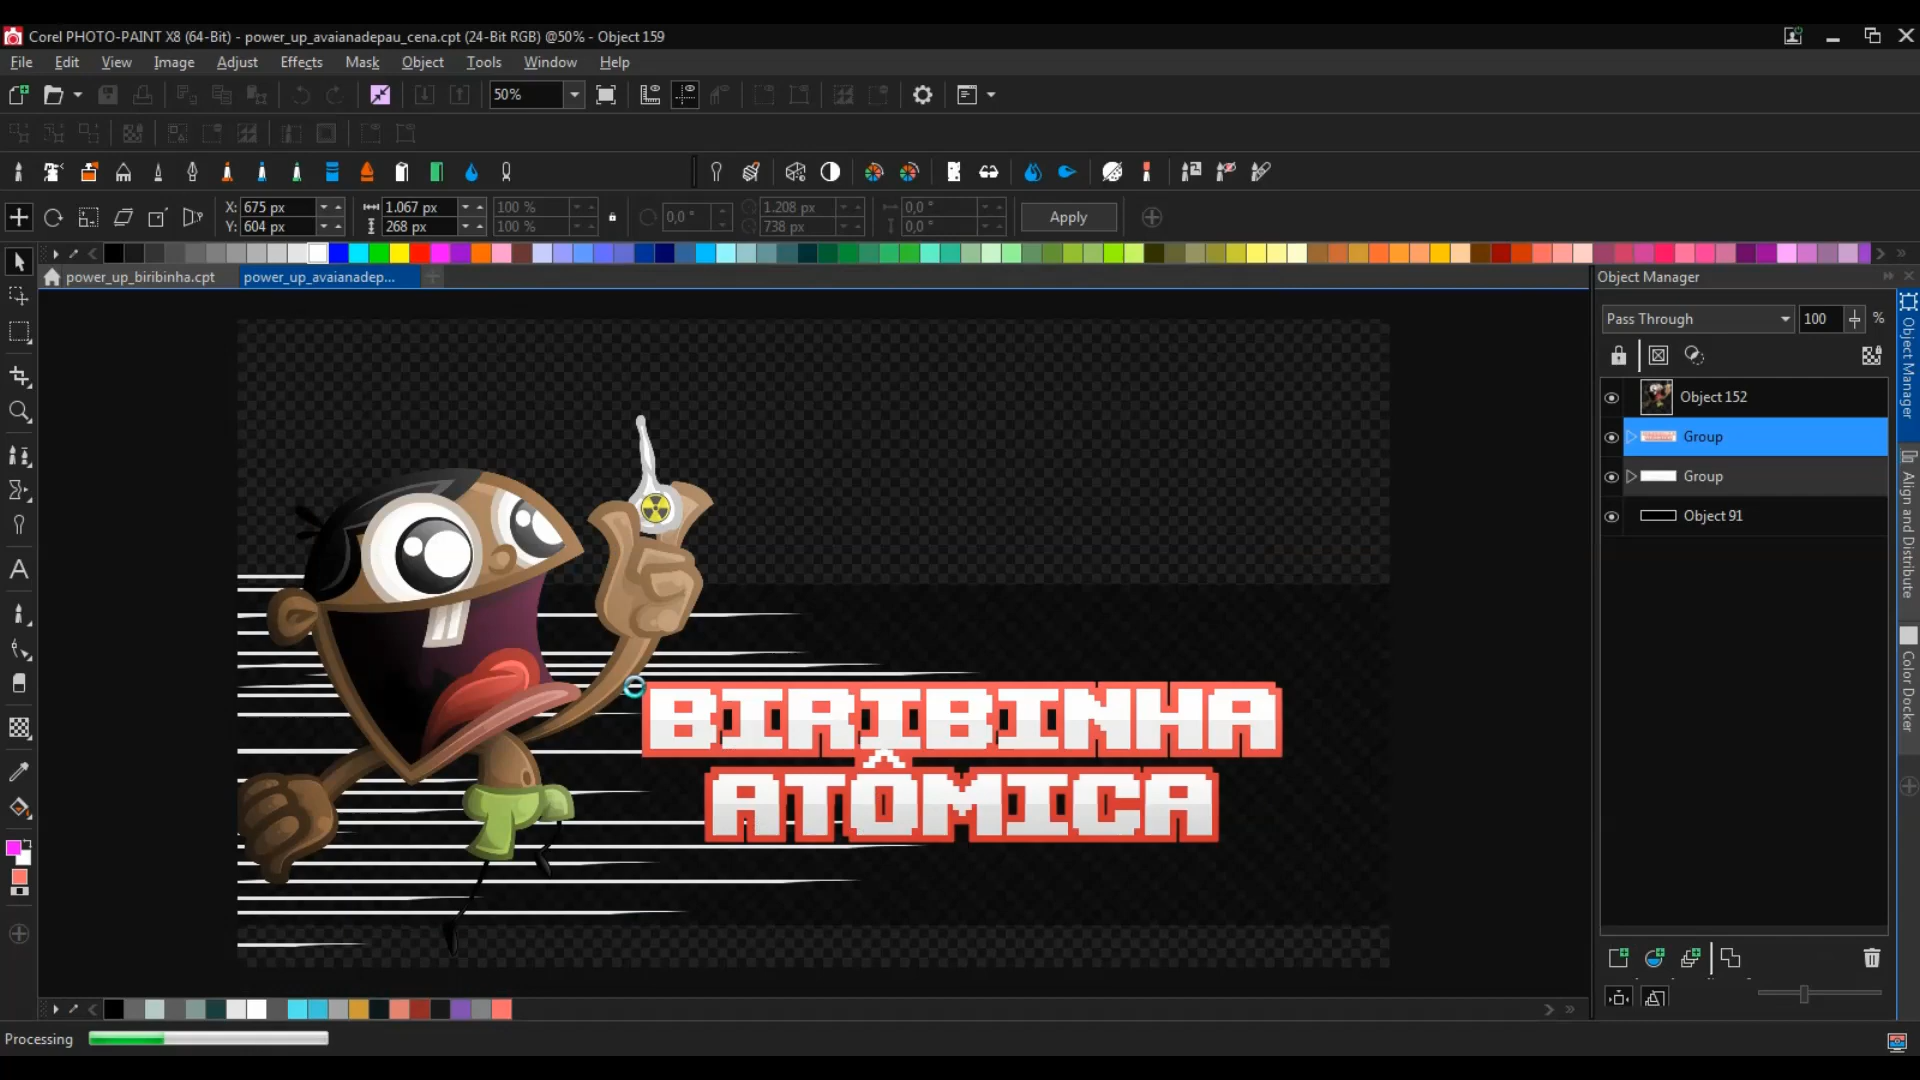 Corel PHOTO-PAINT X8 (64-Bit) - power_up_avaianadepau_cena.cpt (24-Bit RGB) @50% - Object 159
File Edit View Image Adjust Effects Mask Object Tools Window Help
50%
X: 675 px 1.067 px 100 % 0,0 ° 1.208 px 0,0 ° Apply
Y: 604 px 268 px 100 % 738 px 0,0 °
power_up_biribinha.cpt power_up_avaianadep...
Object Manager
Pass Through 100 %
Object 152
Group
Group
Object 91
Object Manager
Align and Distribute
Color Docker
BIRIBINHA
ATÔMICA
Processing